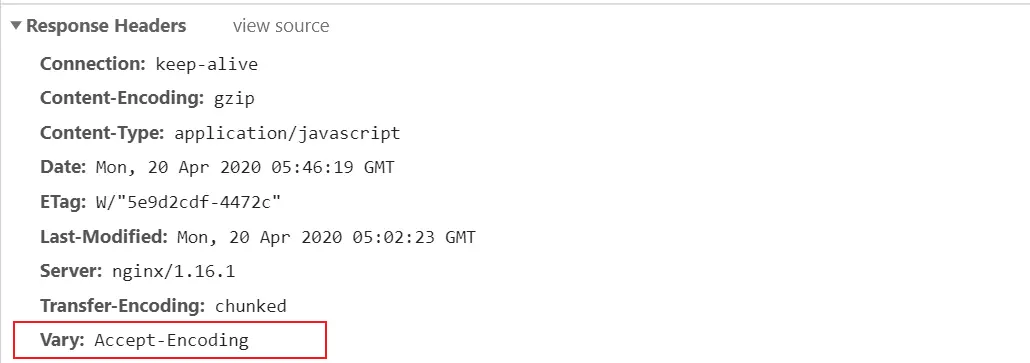 Response Headers view source
Connection: keep-alive
Content-Encoding: gzip
Content-Type: application/javascript
Date: Mon, 20 Apr 2020 05:46:19 GMT
ETag: W/"5e9d2cdf-4472c"
Last-Modified: Mon, 20 Apr 2020 05:02:23 GMT
Server: nginx/1.16.1
Transfer-Encoding: chunked
Vary: Accept-Encoding